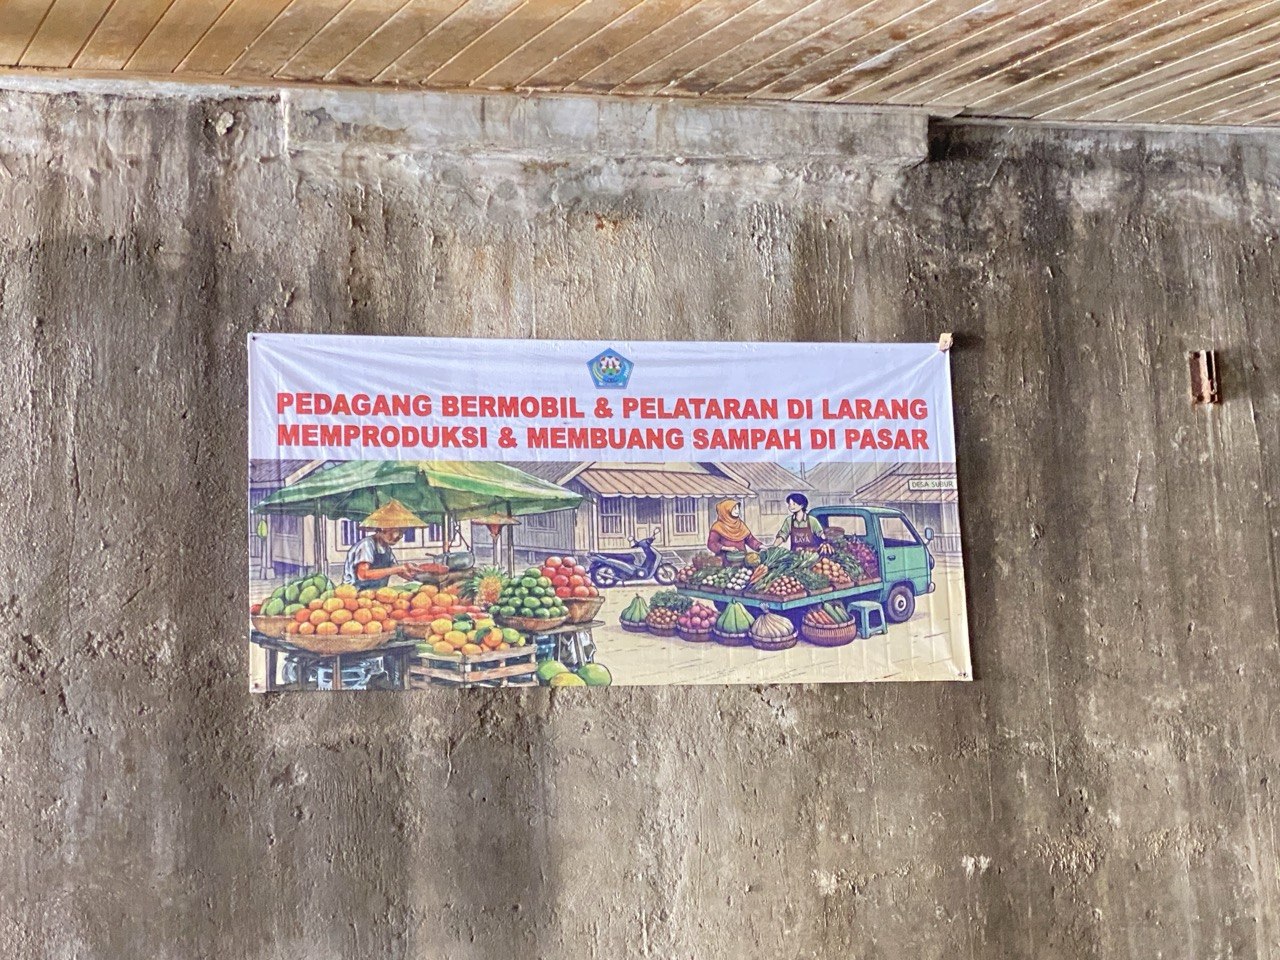 PEDAGANG BERMOBIL & PELATARAN DI LARANG
MEMPRODUKSI & MEMBUANG SAMPAH DI PASAR
DESA SUBUR